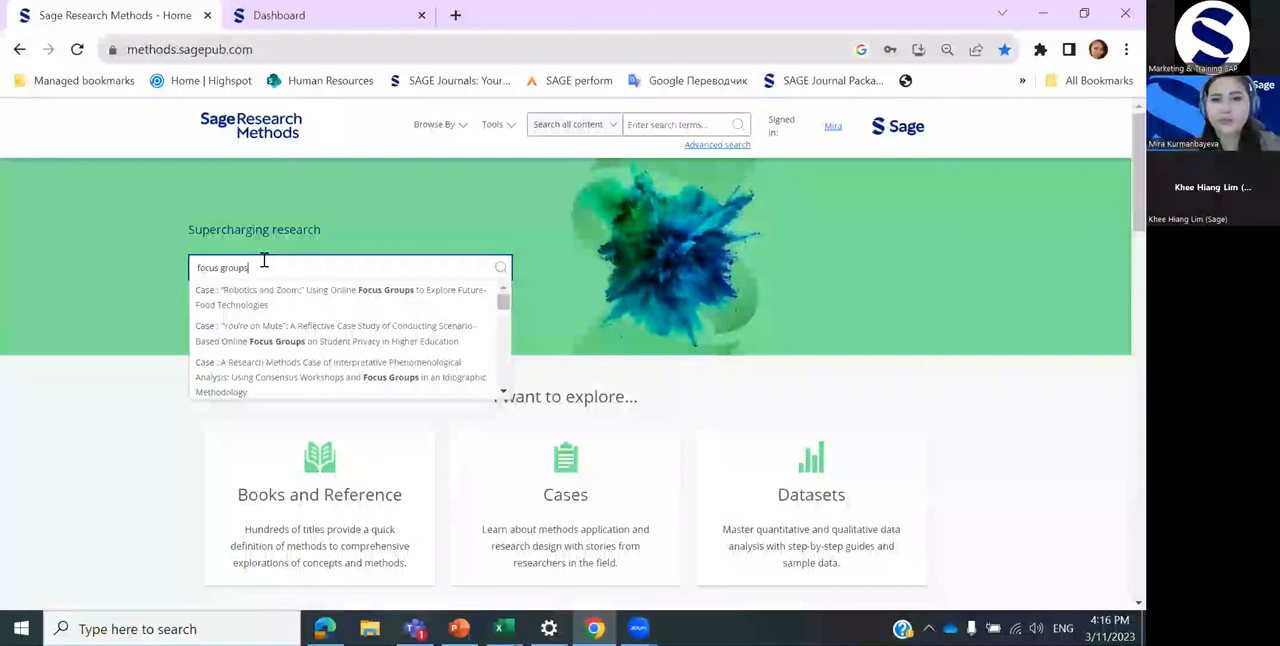 Sage Research Methods - Home
Dashboard
methods.sagepub.com
Managed bookmarks
Home | Highspot
Human Resources
SAGE Journal
SAGE perform
Google Переводчик
SAGE Journal Packa...
»
All Bookmarks
Sage Research
Methods
Browse By
Tools
Search all content
Enter search terms...
Advanced search
Signed
in:
Mira
Sage
Supercharging research
focus groups
Case : "Robotics and Zoom:" Using Online Focus Groups to Explore Future-
Food Technologies
Case : "You're on Mute": A Reflective Case Study of Conducting Scenario-
Based Online Focus Groups on Student Privacy in Higher Education
Case : A Research Methods Case of Interpretative Phenomenological
Analysis: Using Consensus Workshops and Focus Groups in an Idiographic
Methodology
want to explore...
Books and Reference
Hundreds of titles provide a quick
definition of methods to comprehensive
explorations of concepts and methods.
Cases
Learn about methods application and
research design with stories from
researchers in the field.
Datasets
Master quantitative and qualitative data
analysis with step-by-step guides and
sample data.
Type here to search
ENG
4:16 PM
3/11/2023
Marketing & Training SAP
Sage
Mira Kurmanbayeva
Khee Hiang Lim (...
Khee Hiang Lim (Sage)